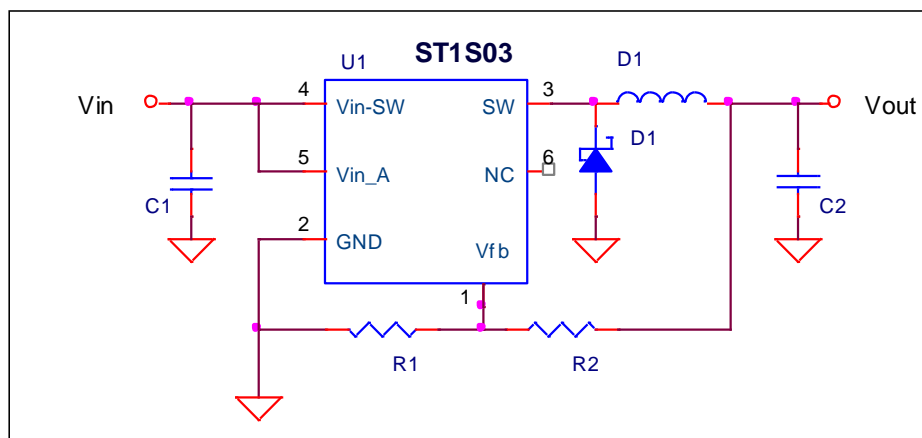 ST1S03
U1
D1
Vin
4
Vin-SW
SW
3
Vout
D1
5
Vin_A
NC
6
C1
C2
2
GND
Vfb
1
R1
R2